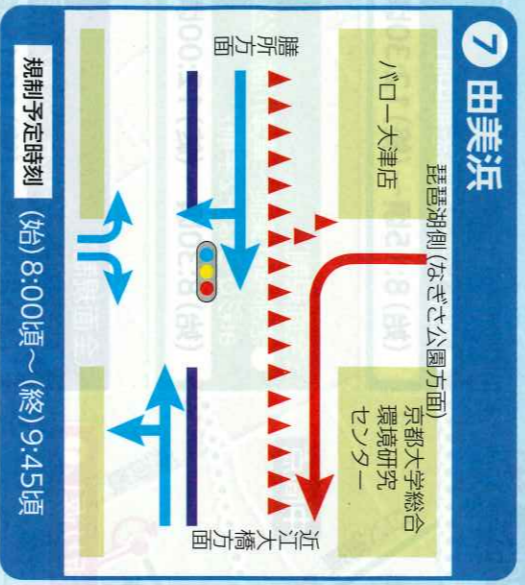 7 由美浜
琵琶湖側(なぎさ公園方面)
バロー大津店
京都大学総合
環境研究
センター
膳所方面
近江大橋方面
規制予定時刻 (始)8:00頃～(終)9:45頃